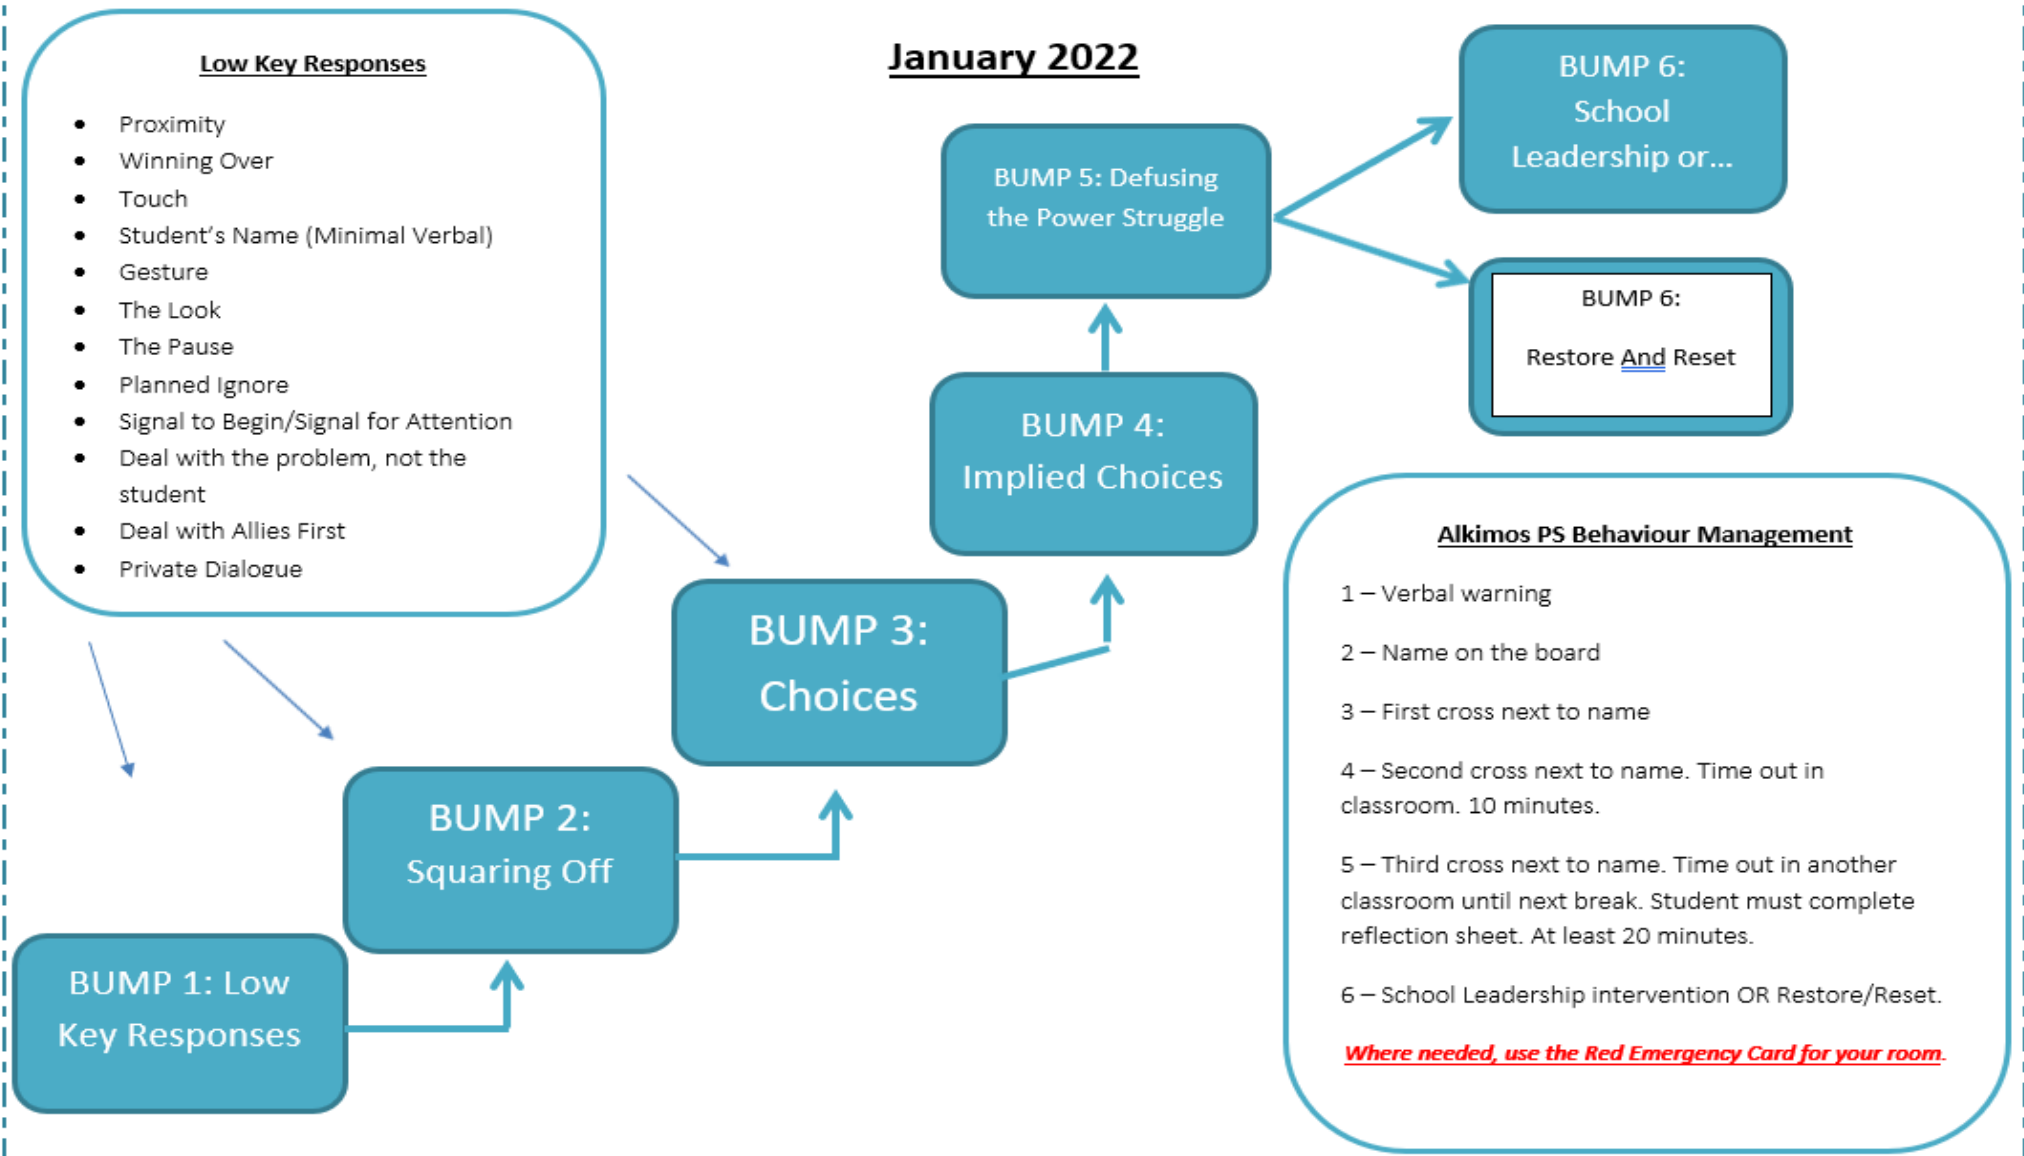 Low Key Responses
• Proximity
• Winning Over
• Touch
• Student’s Name (Minimal Verbal)
• Gesture
• The Look
• The Pause
• Planned Ignore
• Signal to Begin/Signal for Attention
• Deal with the problem, not the
student
• Deal with Allies First
• Private Dialogue
January 2022
BUMP 6:
School
Leadership or...
BUMP 5: Defusing
the Power Struggle
BUMP 6:
Restore And Reset
BUMP 4:
Implied Choices
BUMP 3:
Choices
BUMP 2:
Squaring Off
BUMP 1: Low
Key Responses
Alkimos PS Behaviour Management
1 – Verbal warning
2 – Name on the board
3 – First cross next to name
4 – Second cross next to name. Time out in
classroom. 10 minutes.
5 – Third cross next to name. Time out in another
classroom until next break. Student must complete
reflection sheet. At least 20 minutes.
6 – School Leadership intervention OR Restore/Reset.
Where needed, use the Red Emergency Card for your room.